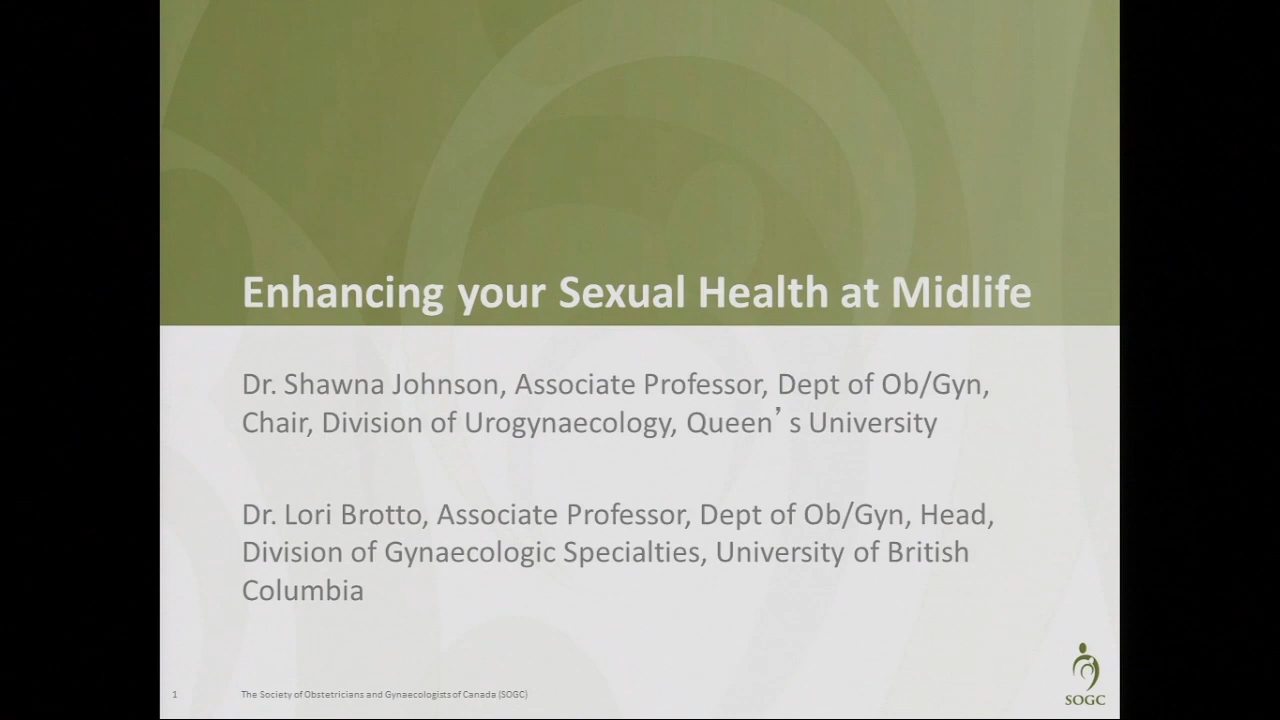 Enhancing your Sexual Health at Midlife
Dr. Shawna Johnson, Associate Professor, Dept of Ob/Gyn,
Chair, Division of Urogynaecology, Queen’s University
Dr. Lori Brotto, Associate Professor, Dept of Ob/Gyn, Head,
Division of Gynaecologic Specialties, University of British
Columbia
1
The Society of Obstetricians and Gynaecologists of Canada (SOGC)
SOGC